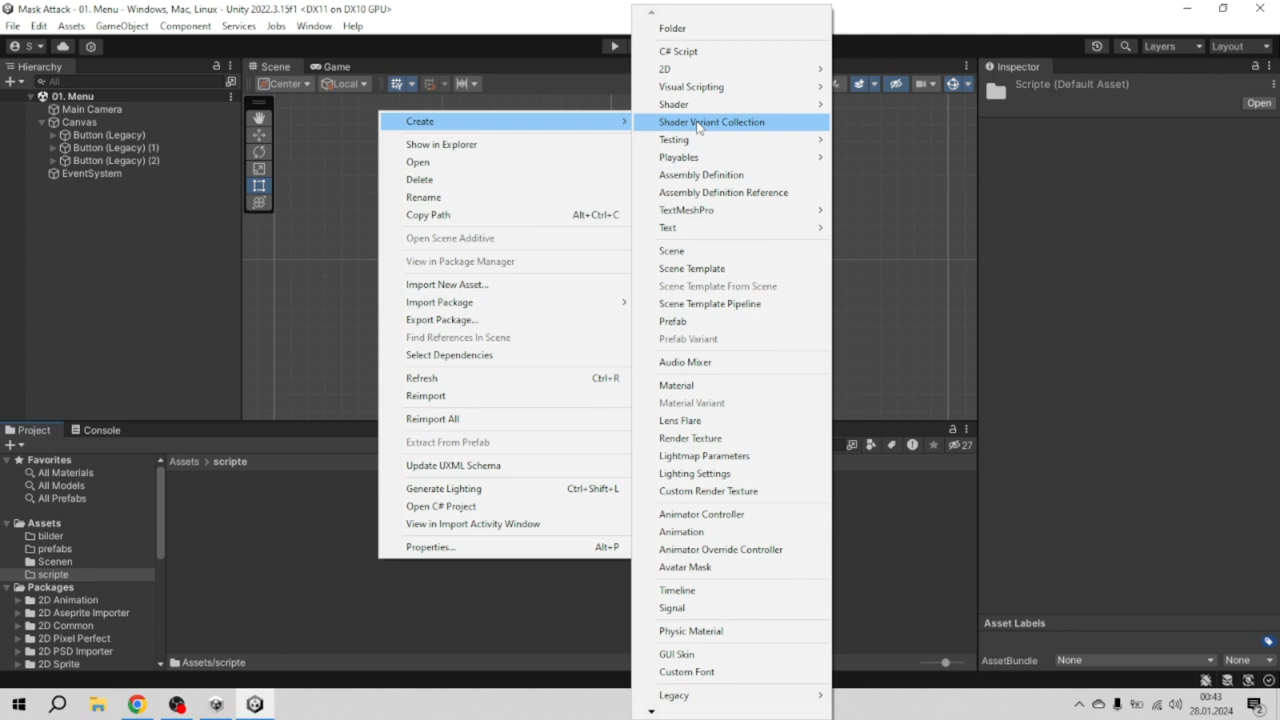 Mask Attack - 01. Menu - Windows, Mac, Linux - Unity 2022.3.15f1 <DX11 on DX10 GPU>
File Edit Assets GameObject Component Services Jobs Window Help
S
Layers
Layout
Hierarchy
All
01. Menu
Main Camera
Canvas
Button (Legacy)
Button (Legacy) (1)
Button (Legacy) (2)
EventSystem
Scene
Game
Center
Local
Create
Show in Explorer
Open
Delete
Rename
Copy Path Alt+Ctrl+C
Open Scene Additive
View in Package Manager
Import New Asset...
Import Package
Export Package...
Find References In Scene
Select Dependencies
Refresh Ctrl+R
Reimport
Reimport All
Extract From Prefab
Update UXML Schema
Generate Lighting Ctrl+Shift+L
Open C# Project
View in Import Activity Window
Properties... Alt+P
Folder
C# Script
2D
Visual Scripting
Shader
Shader Variant Collection
Testing
Playables
Assembly Definition
Assembly Definition Reference
TextMeshPro
Text
Scene
Scene Template
Scene Template From Scene
Scene Template Pipeline
Prefab
Prefab Variant
Audio Mixer
Material
Material Variant
Lens Flare
Render Texture
Lightmap Parameters
Lighting Settings
Custom Render Texture
Animator Controller
Animation
Animator Override Controller
Avatar Mask
Timeline
Signal
Physic Material
GUI Skin
Custom Font
Legacy
Inspector
Scripte (Default Asset)
Open
Asset Labels
AssetBundle None None
Project
Console
27
Favorites
All Materials
All Models
All Prefabs
Assets
bilder
prefabs
Scenen
scripte
Packages
2D Animation
2D Aseprite Importer
2D Common
2D Pixel Perfect
2D PSD Importer
2D Sprite
Assets > scripte
Assets/scripte
00:43
28.01.2024
2